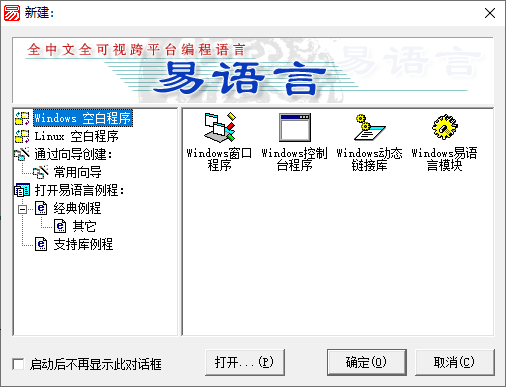 新建:
全中文全可视跨平台编程语言
易语言
易语言
Windows 空白程序
Linux 空白程序
通过向导创建:
常用向导
打开易语言例程:
经典例程
其它
支持库例程
Windows窗口
程序
Windows控制
台程序
Windows动态
链接库
Windows易语
言模块
启动后不再显示此对话框
打开...(P)
确定(O)
取消(C)